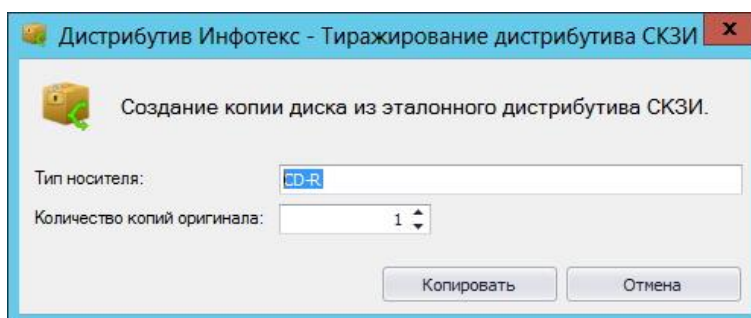 Дистрибутив Инфотекс - Тиражирование дистрибутива СКЗИ x
Создание копии диска из эталонного дистрибутива СКЗИ.
Тип носителя: CD-R
Количество копий оригинала: 1
Копировать Отмена